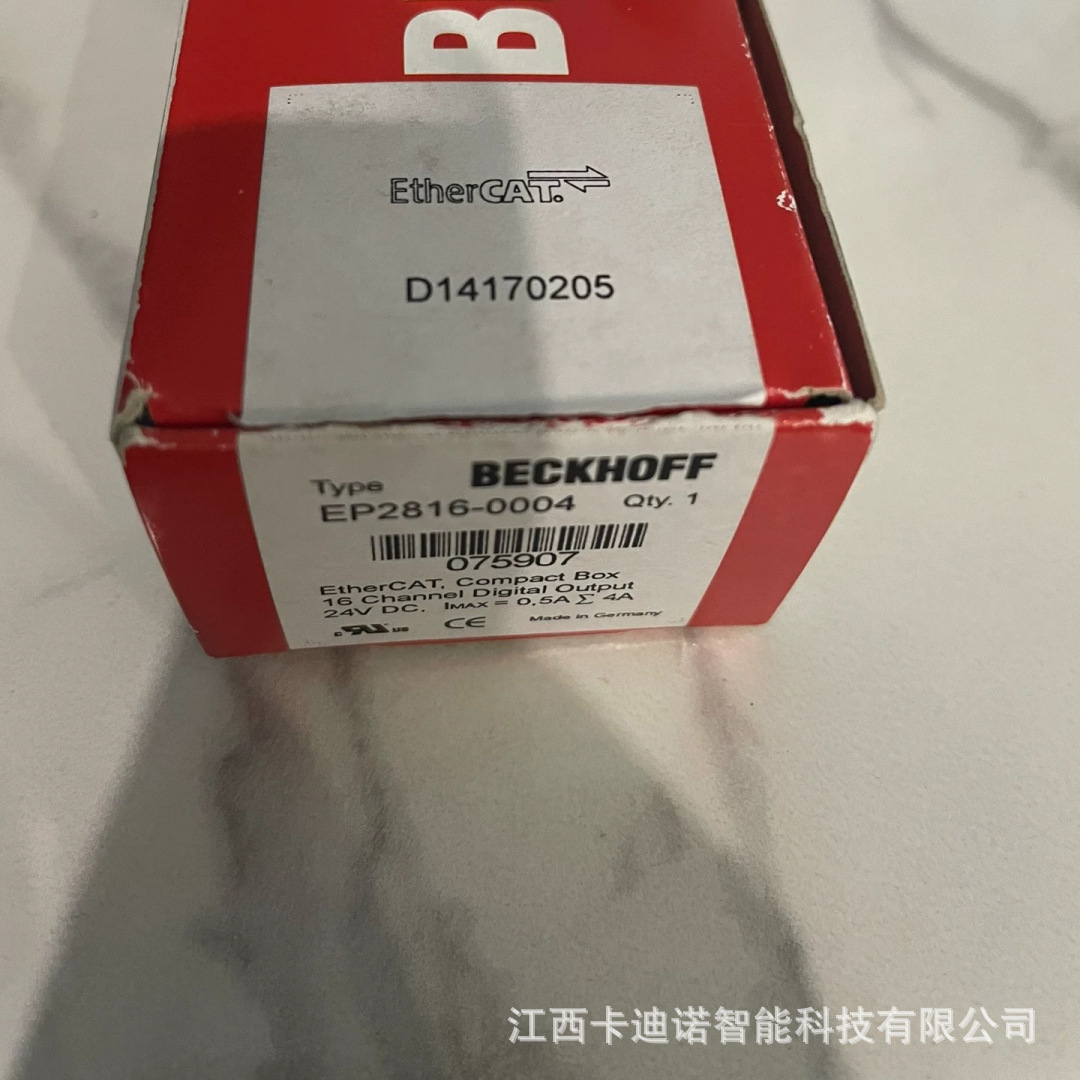 B
EtherCAT.
D14170205
BECKHOFF
Type
EP2816-0004 Qty. 1
075907
EtherCAT, Compact Box
16 Channel Digital Output
24V DC, IMAX = 0,5A Σ 4A
c RU us CE Made in Germany
江西卡迪诺智能科技有限公司